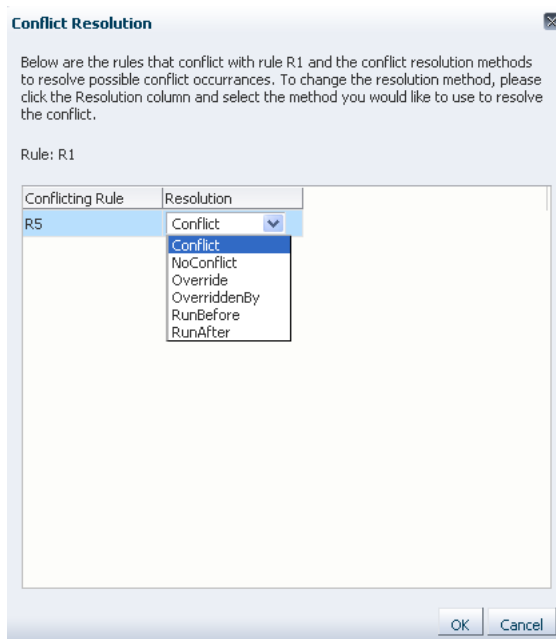 Conflict Resolution
Below are the rules that conflict with rule R1 and the conflict resolution methods
to resolve possible conflict occurrances. To change the resolution method, please
click the Resolution column and select the method you would like to use to resolve
the conflict.
Rule: R1
Conflicting Rule Resolution
R5 Conflict
Conflict
NoConflict
Override
OverriddenBy
RunBefore
RunAfter
OK Cancel